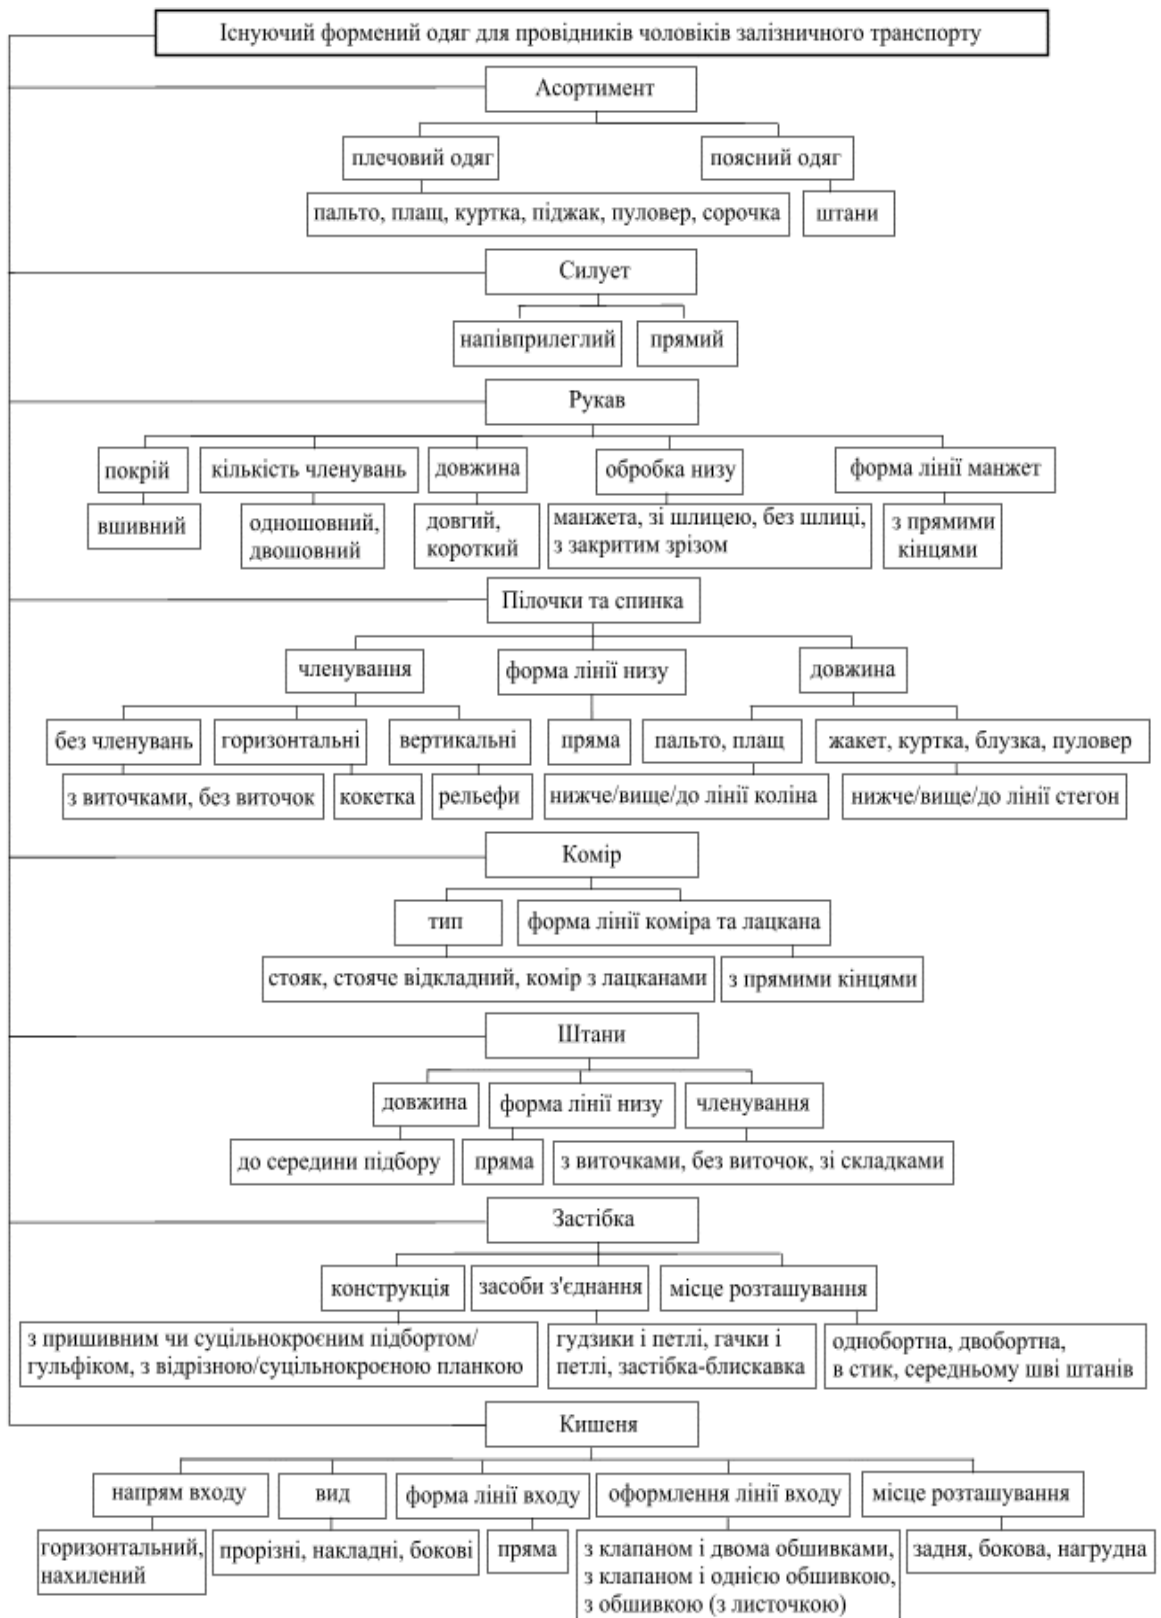 Існуючий формений одяг для провідників чоловіків залізничного транспорту
Асортимент
плечовий одяг
поясний одяг
пальто, плащ, куртка, піджак, пуловер, сорочка
штани
Силует
напівприлеглий
прямий
Рукав
покрій
кількість членувань
довжина
обробка низу
форма лінії манжет
вшивний
одношовний,
двошовний
довгий,
короткий
манжета, зі шлицею, без шлиці,
з закритим зрізом
з прямими
кінцями
Пілочки та спинка
членування
форма лінії низу
довжина
без членувань
горизонтальні
вертикальні
пряма
пальто, плащ
жакет, куртка, блузка, пуловер
з виточками, без виточок
кокетка
рельефи
нижче/вище/до лінії коліна
нижче/вище/до лінії стегон
Комір
тип
форма лінії коміра та лацкана
стояк, стояче відкладний, комір з лацканами
з прямими кінцями
Штани
довжина
форма лінії низу
членування
до середини підбору
пряма
з виточками, без виточок, зі складками
Застібка
конструкція
засоби з'єднання
місце розташування
з пришивним чи суцільнокроєним підбортом/
гульфіком, з відрізною/суцільнокроєною планкою
гудзики і петлі, гачки і
петлі, застібка-блискавка
однобортна, двобортна,
в стик, середньому шві штанів
Кишеня
напрям входу
вид
форма лінії входу
оформлення лінії входу
місце розташування
горизонтальний,
нахилений
прорізні, накладні, бокові
пряма
з клапаном і двома обшивками,
з клапаном і однією обшивкою,
з обшивкою (з листочкою)
задня, бокова, нагрудна